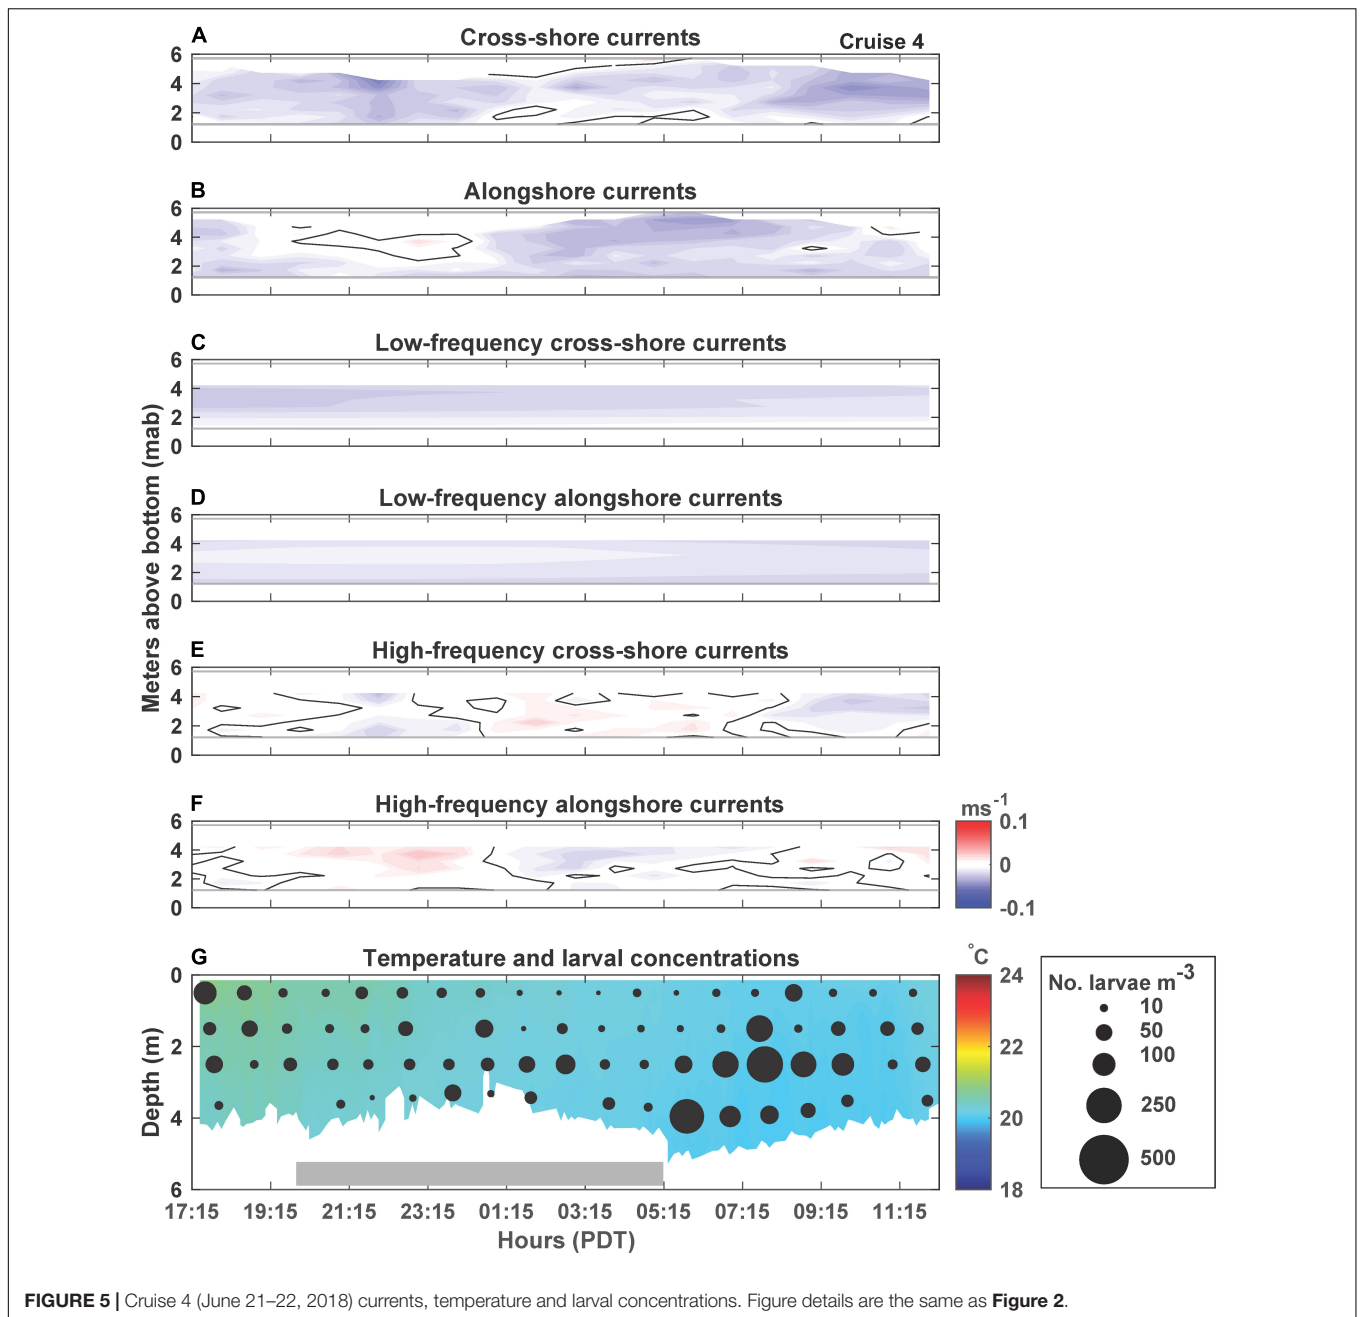 A
Cross-shore currents
Cruise 4
6
4
2
0
B
Alongshore currents
6
4
2
0
C
Low-frequency cross-shore currents
6
4
2
0
D
Low-frequency alongshore currents
6
4
2
0
E
High-frequency cross-shore currents
6
4
2
0
F
High-frequency alongshore currents
6
4
2
0
Meters above bottom (mab)
ms-1
0.1
0
-0.1
G
Temperature and larval concentrations
0
2
4
6
Depth (m)
17:15 19:15 21:15 23:15 01:15 03:15 05:15 07:15 09:15 11:15
Hours (PDT)
°C
24
22
20
18
No. larvae m-3
10
50
100
250
500
FIGURE 5 | Cruise 4 (June 21–22, 2018) currents, temperature and larval concentrations. Figure details are the same as Figure 2.